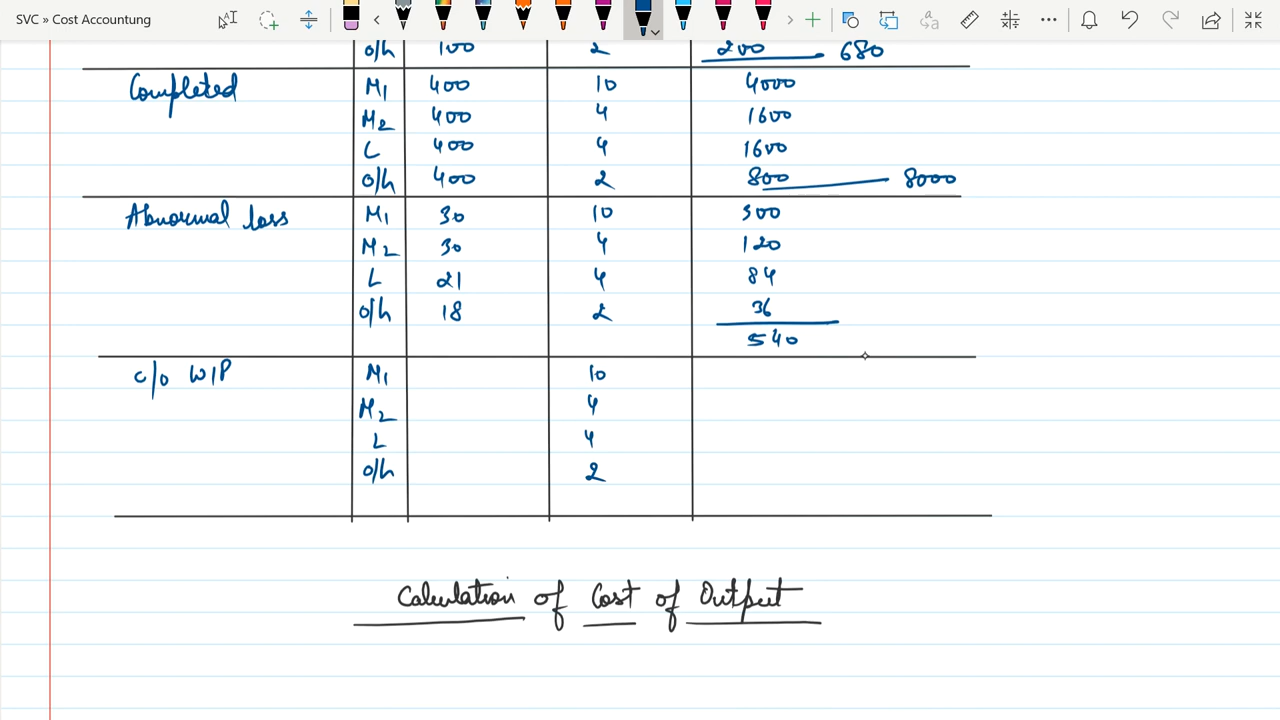 SVC » Cost Accountung
o/h 100 2 200 680
Completed M1 400 10 4000
M2 400 4 1600
L 400 4 1600
o/h 400 2 800 8000
Abnormal loss M1 30 10 300
M2 30 4 120
L 21 4 84
o/h 18 2 36
540
c/o WIP M1 10
M2 4
L 4
o/h 2
Calculation of Cost of Output